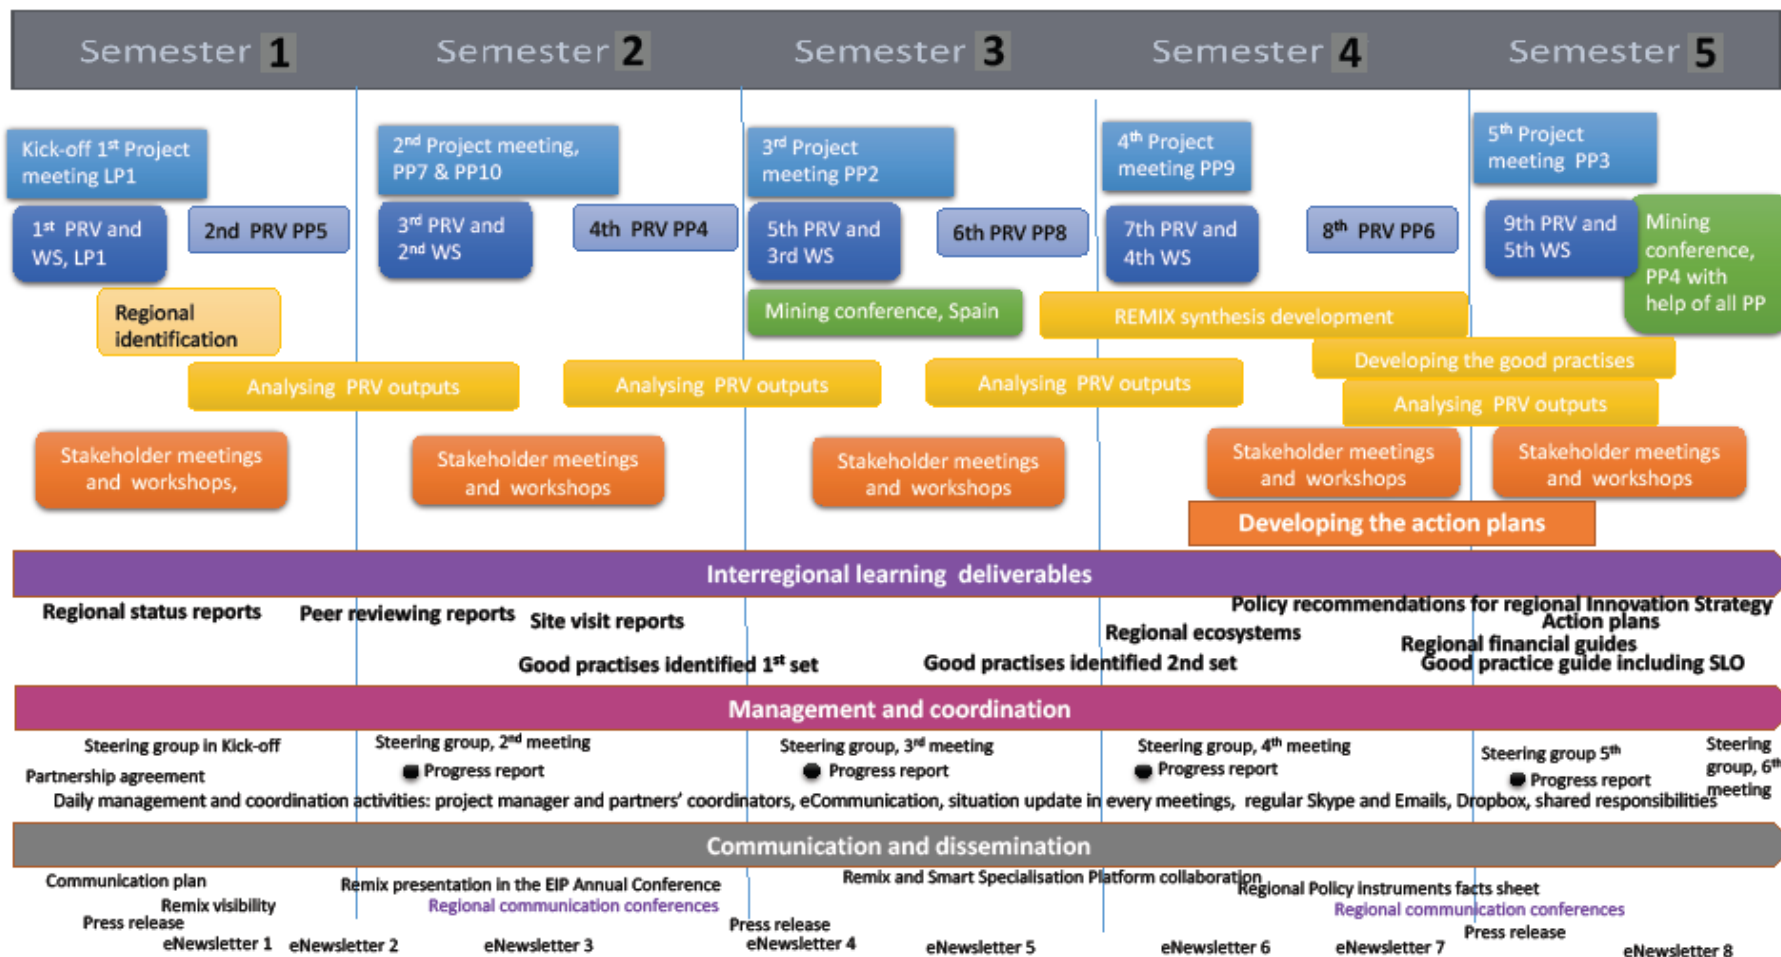 Semester 1
Semester 2
Semester 3
Semester 4
Semester 5
Kick-off 1st Project
meeting LP1
2nd Project meeting,
PP7 & PP10
3rd Project
meeting PP2
4th Project
meeting PP9
5th Project
meeting PP3
1st PRV and
WS, LP1
2nd PRV PP5
3rd PRV and
2nd WS
4th PRV PP4
5th PRV and
3rd WS
6th PRV PP8
7th PRV and
4th WS
8th PRV PP6
9th PRV and
5th WS
Mining
conference,
PP4 with
help of all PP
Regional
identification
Mining conference, Spain
REMIX synthesis development
Developing the good practises
Analysing PRV outputs
Analysing PRV outputs
Analysing PRV outputs
Analysing PRV outputs
Stakeholder meetings
and workshops,
Stakeholder meetings
and workshops
Stakeholder meetings
and workshops
Stakeholder meetings
and workshops
Stakeholder meetings
and workshops
Developing the action plans
Interregional learning deliverables
Regional status reports
Peer reviewing reports
Site visit reports
Good practises identified 1st set
Good practises identified 2nd set
Regional ecosystems
Policy recommendations for regional Innovation Strategy
Action plans
Regional financial guides
Good practice guide including SLO
Management and coordination
Steering group in Kick-off
Partnership agreement
Steering group, 2nd meeting
Progress report
Steering group, 3rd meeting
Progress report
Steering group, 4th meeting
Progress report
Steering group 5th
Progress report
Steering
group, 6th
meeting
Daily management and coordination activities: project manager and partners' coordinators, eCommunication, situation update in every meetings, regular Skype and Emails, Dropbox, shared responsibilities
Communication and dissemination
Communication plan
Remix visibility
Press release
eNewsletter 1
eNewsletter 2
Remix presentation in the EIP Annual Conference
Regional communication conferences
eNewsletter 3
Press release
eNewsletter 4
Remix and Smart Specialisation Platform collaboration
eNewsletter 5
Regional Policy instruments facts sheet
Regional communication conferences
eNewsletter 6
eNewsletter 7
Press release
eNewsletter 8